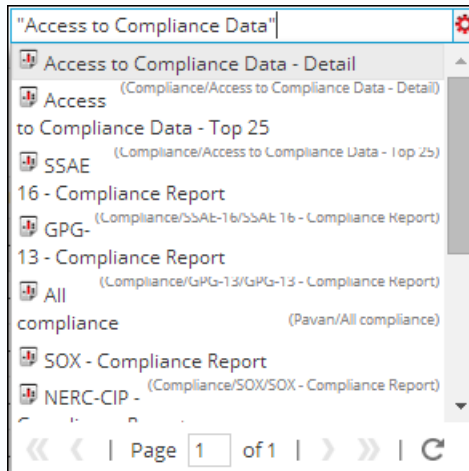 "Access to Compliance Data"
Access to Compliance Data - Detail
(Compliance/Access to Compliance Data - Detail)
Access
to Compliance Data - Top 25
(Compliance/Access to Compliance Data - Top 25)
SSAE
16 - Compliance Report
(Compliance/SSAE-16/SSAE 16 - Compliance Report)
GPG-
13 - Compliance Report
(Compliance/GPG-13/GPG-13 - Compliance Report)
All
compliance
(Pavan/All compliance)
SOX - Compliance Report
(Compliance/SOX/SOX - Compliance Report)
NERC-CIP -
Page 1 of 1